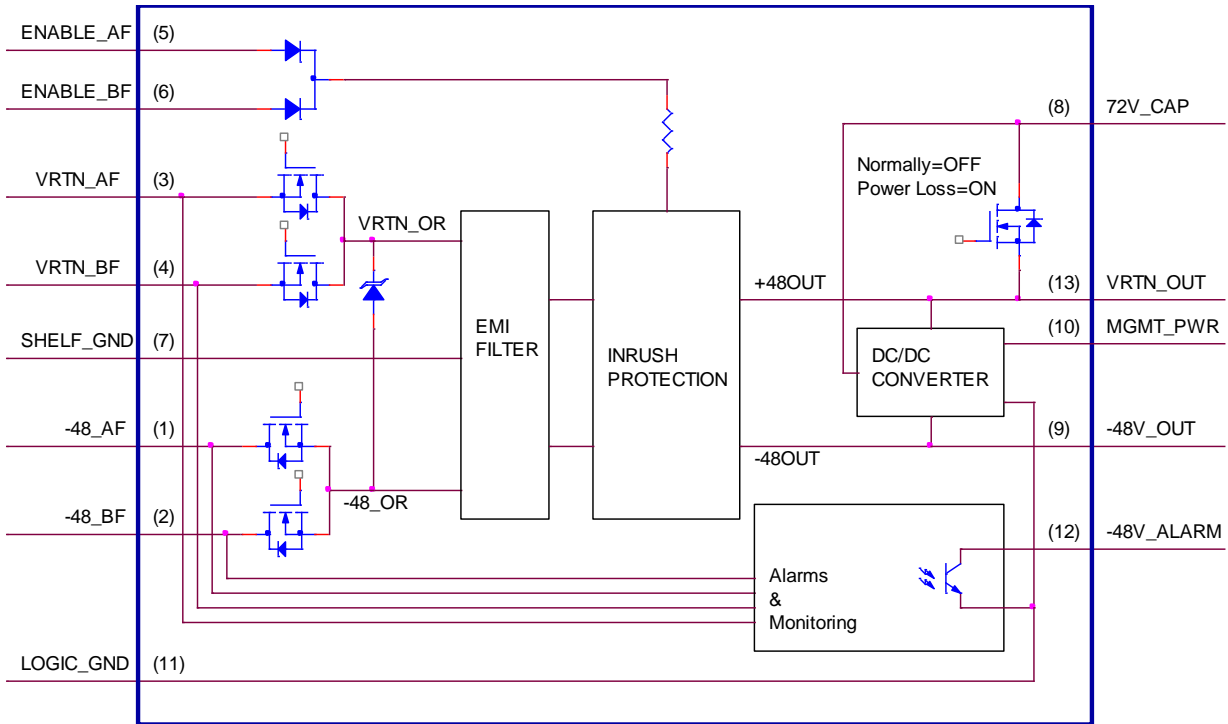 ENABLE_AF (5)
ENABLE_BF (6)
(8) 72V_CAP
Normally=OFF
Power Loss=ON
VRTN_AF (3)
VRTN_OR
VRTN_BF (4)
+48OUT
(13) VRTN_OUT
EMI
FILTER
INRUSH
PROTECTION
(10) MGMT_PWR
SHELF_GND (7)
DC/DC
CONVERTER
-48_AF (1)
(9) -48V_OUT
-48OUT
-48_OR
-48_BF (2)
(12) -48V_ALARM
Alarms
&
Monitoring
LOGIC_GND (11)